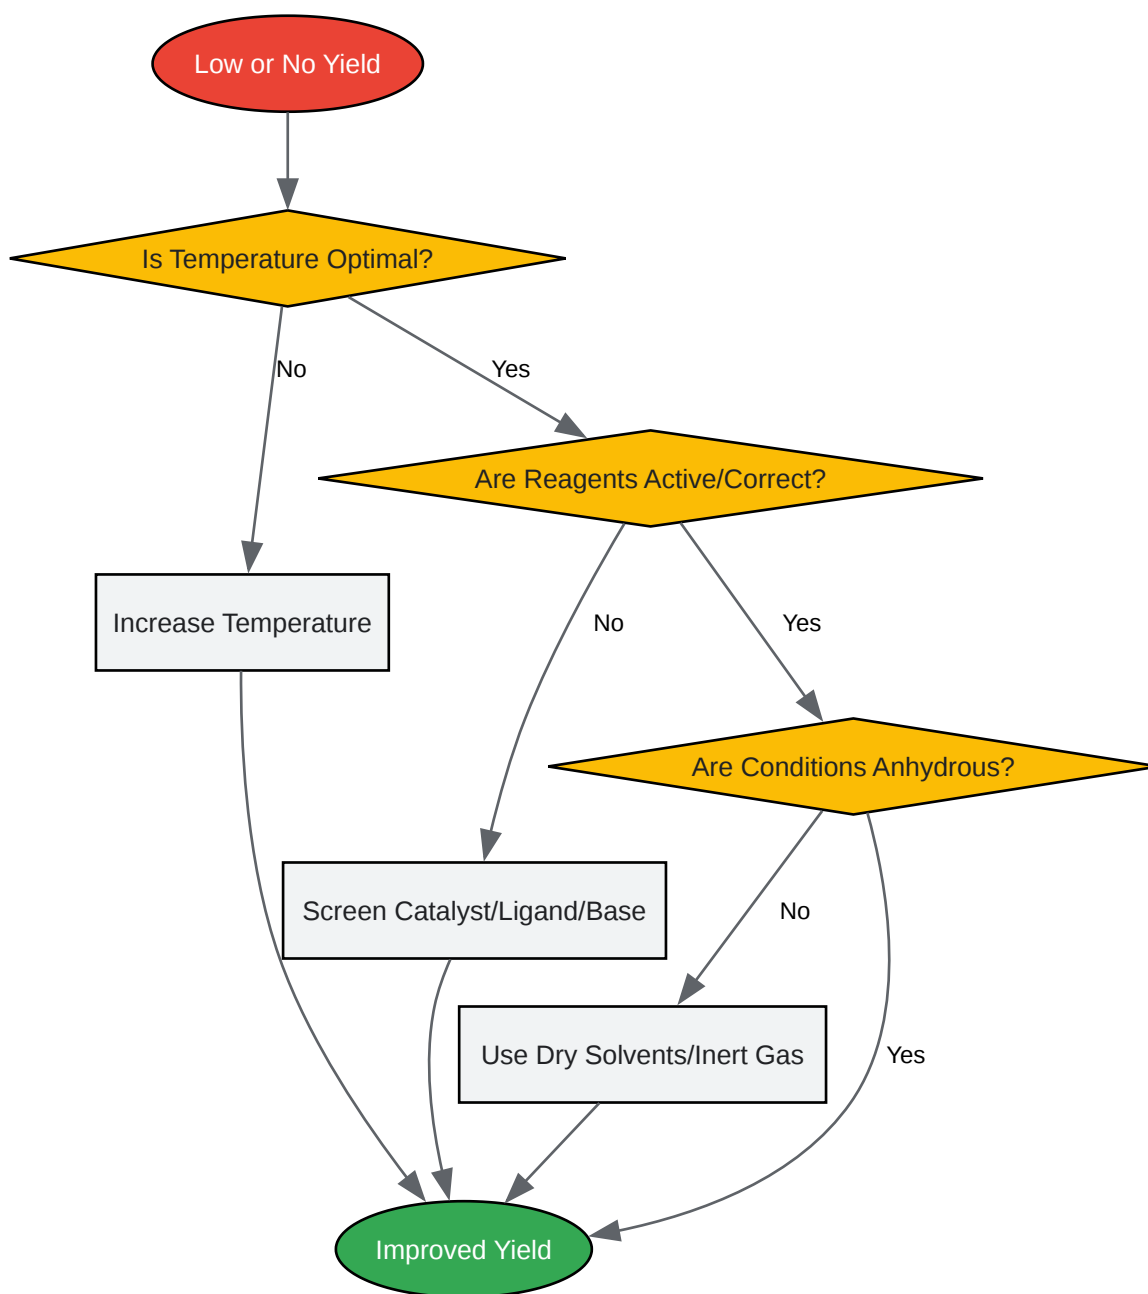 Low or No Yield
Is Temperature Optimal?
No
Yes
Are Reagents Active/Correct?
Increase Temperature
No
Yes
Are Conditions Anhydrous?
Screen Catalyst/Ligand/Base
No
Use Dry Solvents/Inert Gas
Yes
Improved Yield